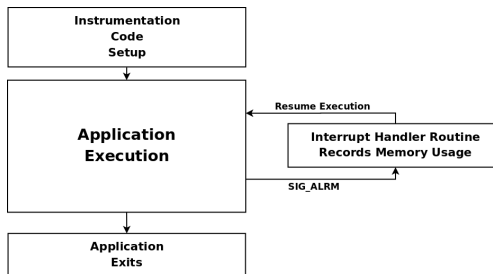 Instrumentation
Code
Setup
Resume Execution
Application
Execution
Interrupt Handler Routine
Records Memory Usage
SIG_ALRM
Application
Exits